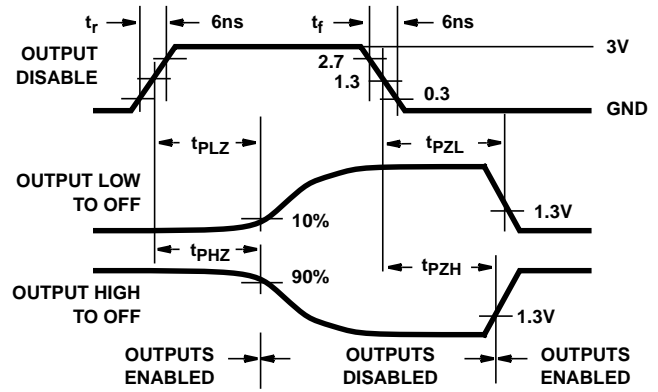 tr 6ns tf 6ns
OUTPUT
DISABLE
3V
2.7
1.3
0.3
GND
tPLZ tPZL
OUTPUT LOW
TO OFF
10%
1.3V
tPHZ tPZH
90%
OUTPUT HIGH
TO OFF
1.3V
OUTPUTS
ENABLED
OUTPUTS
DISABLED
OUTPUTS
ENABLED